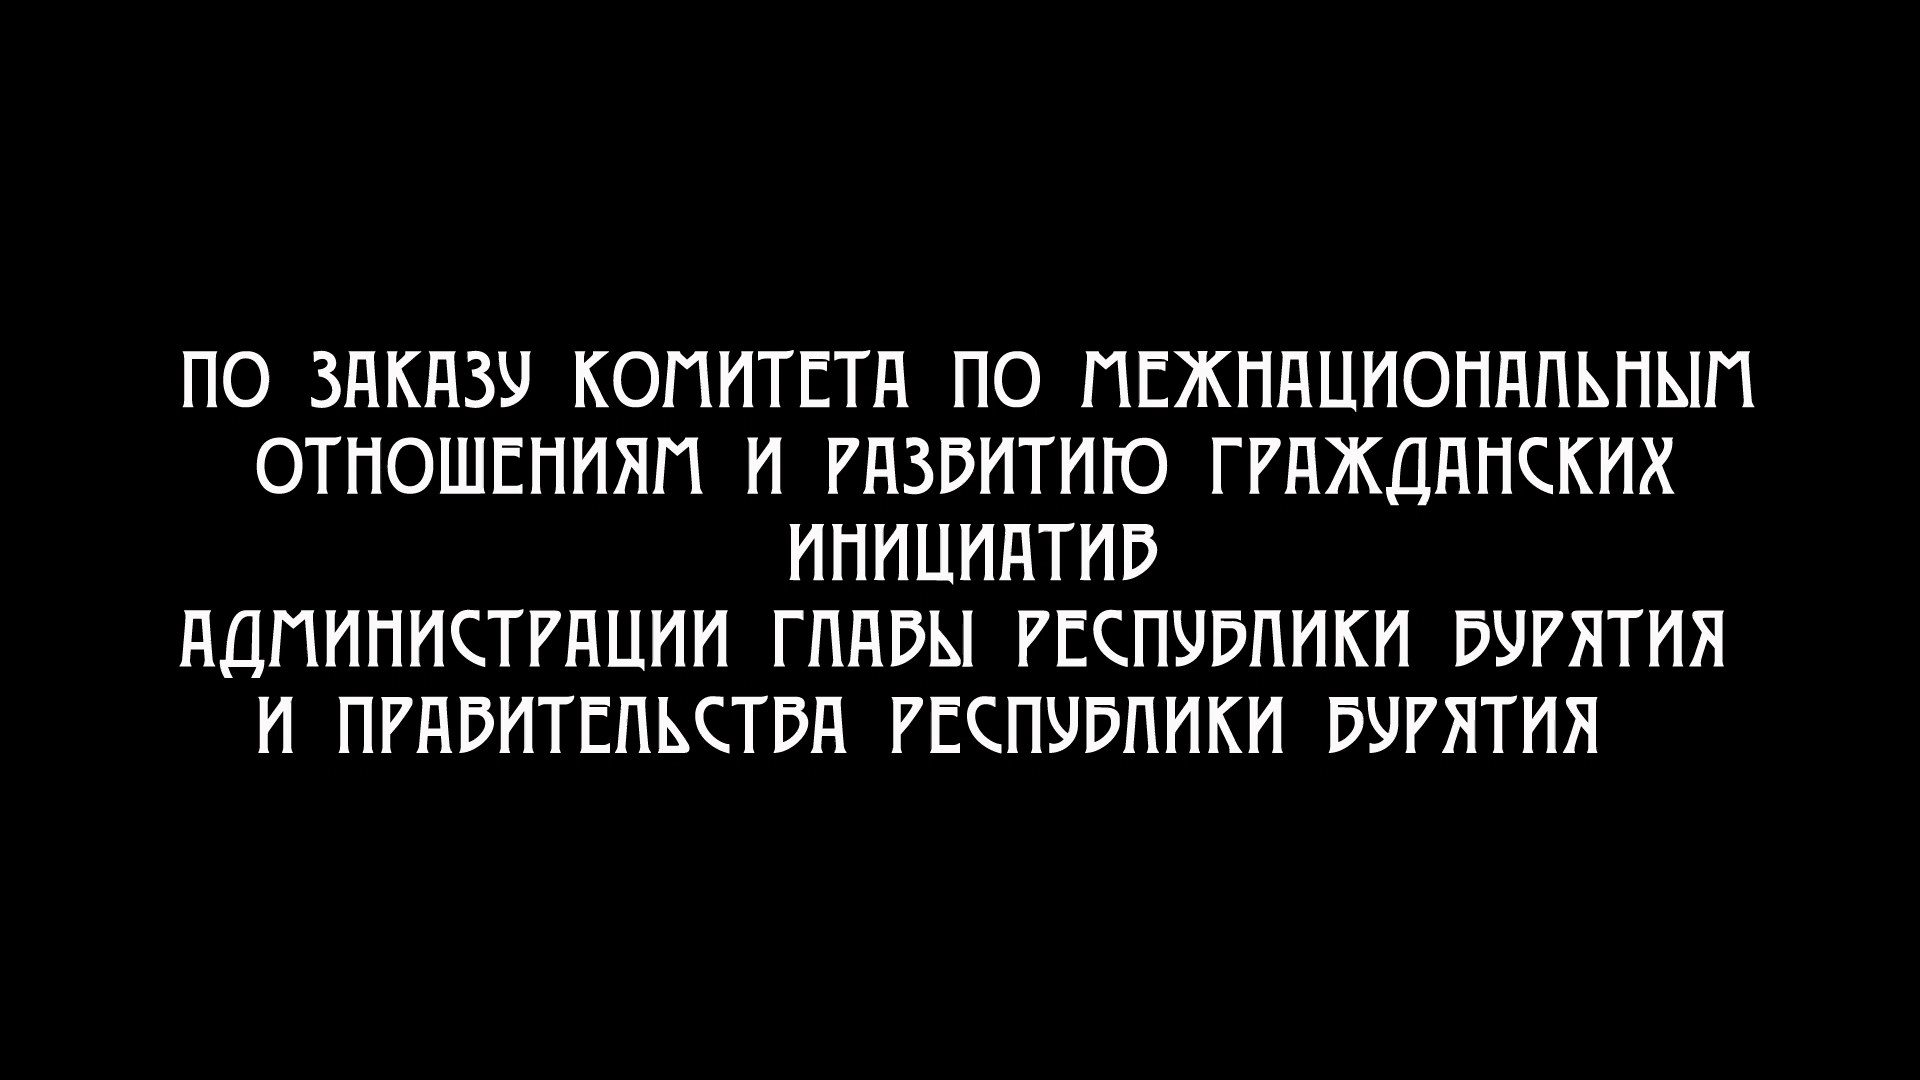 ПО ЗАКАЗУ КОМИТЕТА ПО МЕЖНАЦИОНАЛЬНЫМ
ОТНОШЕНИЯМ И РАЗВИТИЮ ГРАЖДАНСКИХ
ИНИЦИАТИВ
АДМИНИСТРАЦИИ ГЛАВЫ РЕСПУБЛИКИ БУРЯТИЯ
И ПРАВИТЕЛЬСТВА РЕСПУБЛИКИ БУРЯТИЯ